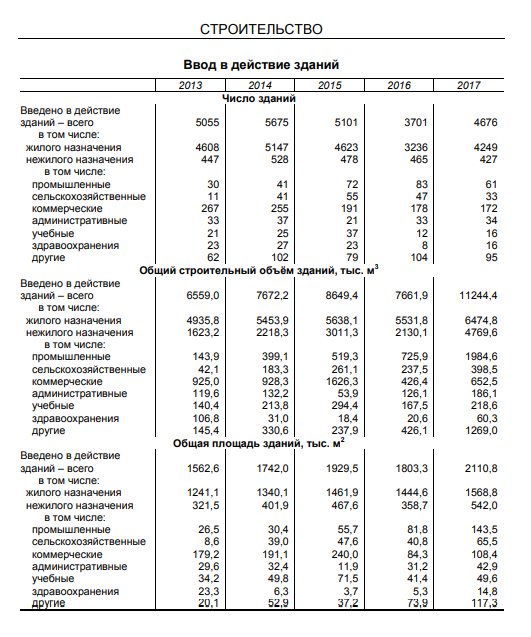 СТРОИТЕЛЬСТВО
Ввод в действие зданий
2013 2014 2015 2016 2017
Число зданий
Введено в действие
зданий – всего 5055 5675 5101 3701 4676
в том числе:
жилого назначения 4608 5147 4623 3236 4249
нежилого назначения 447 528 478 465 427
в том числе:
промышленные 30 41 72 83 61
сельскохозяйственные 11 41 55 47 33
коммерческие 267 255 191 178 172
административные 33 37 21 33 34
учебные 21 25 37 12 16
здравоохранения 23 27 23 8 16
другие 62 102 79 104 95
Общий строительный объём зданий, тыс. м³
Введено в действие
зданий – всего 6559,0 7672,2 8649,4 7661,9 11244,4
в том числе:
жилого назначения 4935,8 5453,9 5638,1 5531,8 6474,8
нежилого назначения 1623,2 2218,3 3011,3 2130,1 4769,6
в том числе:
промышленные 143,9 399,1 519,3 725,9 1984,6
сельскохозяйственные 42,1 183,3 261,1 237,5 398,5
коммерческие 925,0 928,3 1626,3 426,4 652,5
административные 119,6 132,2 53,9 126,1 186,1
учебные 140,4 213,8 294,4 167,5 218,6
здравоохранения 106,8 31,0 18,4 20,6 60,3
другие 145,4 330,6 237,9 426,1 1269,0
Общая площадь зданий, тыс. м²
Введено в действие
зданий – всего 1562,6 1742,0 1929,5 1803,3 2110,8
в том числе:
жилого назначения 1241,1 1340,1 1461,9 1444,6 1568,8
нежилого назначения 321,5 401,9 467,6 358,7 542,0
в том числе:
промышленные 26,5 30,4 55,7 81,8 143,5
сельскохозяйственные 8,6 39,0 47,6 40,8 65,5
коммерческие 179,2 191,1 240,0 84,3 108,4
административные 29,6 32,4 11,9 31,2 42,9
учебные 34,2 49,8 71,5 41,4 49,6
здравоохранения 23,3 6,3 3,7 5,3 14,8
другие 20,1 52,9 37,2 73,9 117,3